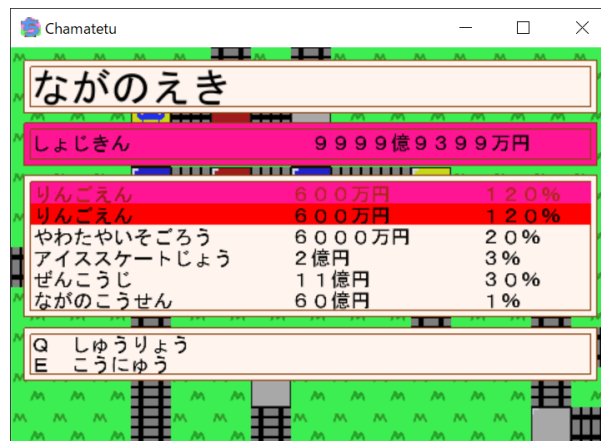 Chamatetu
ながのえき
しょじきん ９９９９億９３９９万円
りんごえん ６００万円 １２０%
りんごえん ６００万円 １２０%
やわたやいそごろう ６０００万円 ２０%
アイススケートじょう ２億円 ３%
ぜんこうじ １１億円 ３０%
ながのこうせん ６０億円 １%
Q しゅうりょう
E こうにゅう